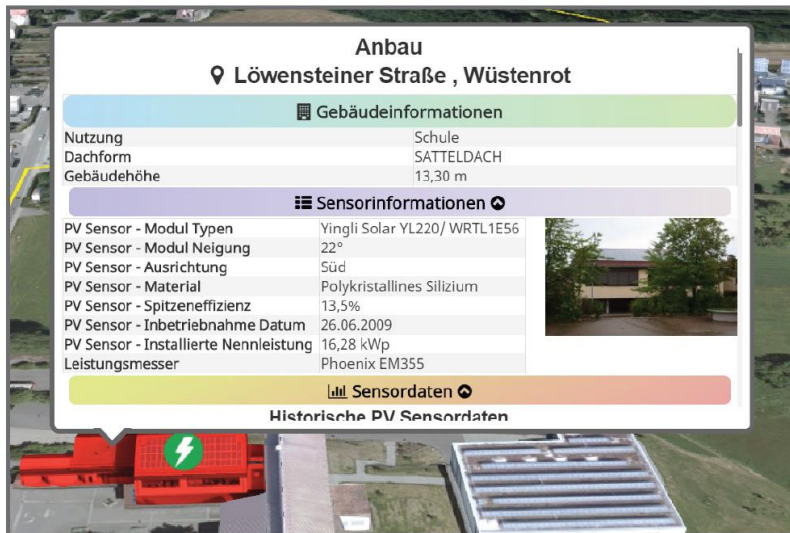 Anbau
Löwensteiner Straße , Wüstenrot
Gebäudeinformationen
Nutzung Schule
Dachform SATTELDACH
Gebäudehöhe 13,30 m
Sensorinformationen
PV Sensor - Modul Typen Yingli Solar YL220/ WRTL1E56
PV Sensor - Modul Neigung 22°
PV Sensor - Ausrichtung Süd
PV Sensor - Material Polykristallines Silizium
PV Sensor - Spitzeneffizienz 13,5%
PV Sensor - Inbetriebnahme Datum 26.06.2009
PV Sensor - Installierte Nennleistung 16,28 kWp
Leistungsmesser Phoenix EM355
Sensordaten
Historische PV Sensordaten